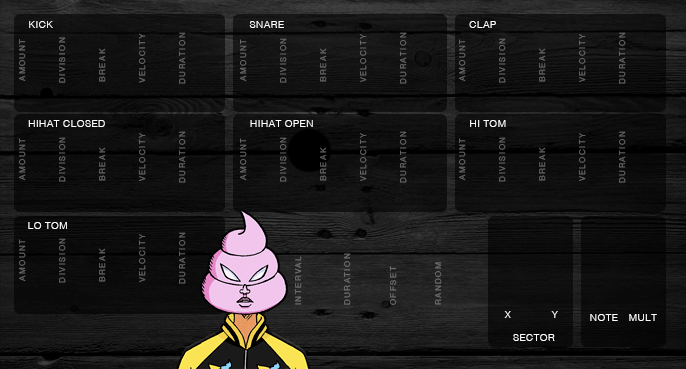 KICK
AMOUNT DIVISION BREAK VELOCITY DURATION
SNARE
AMOUNT DIVISION BREAK VELOCITY DURATION
CLAP
AMOUNT DIVISION BREAK VELOCITY DURATION
HIHAT CLOSED
AMOUNT DIVISION BREAK VELOCITY DURATION
HIHAT OPEN
AMOUNT DIVISION BREAK VELOCITY DURATION
HI TOM
AMOUNT DIVISION BREAK VELOCITY DURATION
LO TOM
AMOUNT DIVISION BREAK VELOCITY DURATION
INTERVAL DURATION OFFSET RANDOM
X Y
SECTOR
NOTE MULT